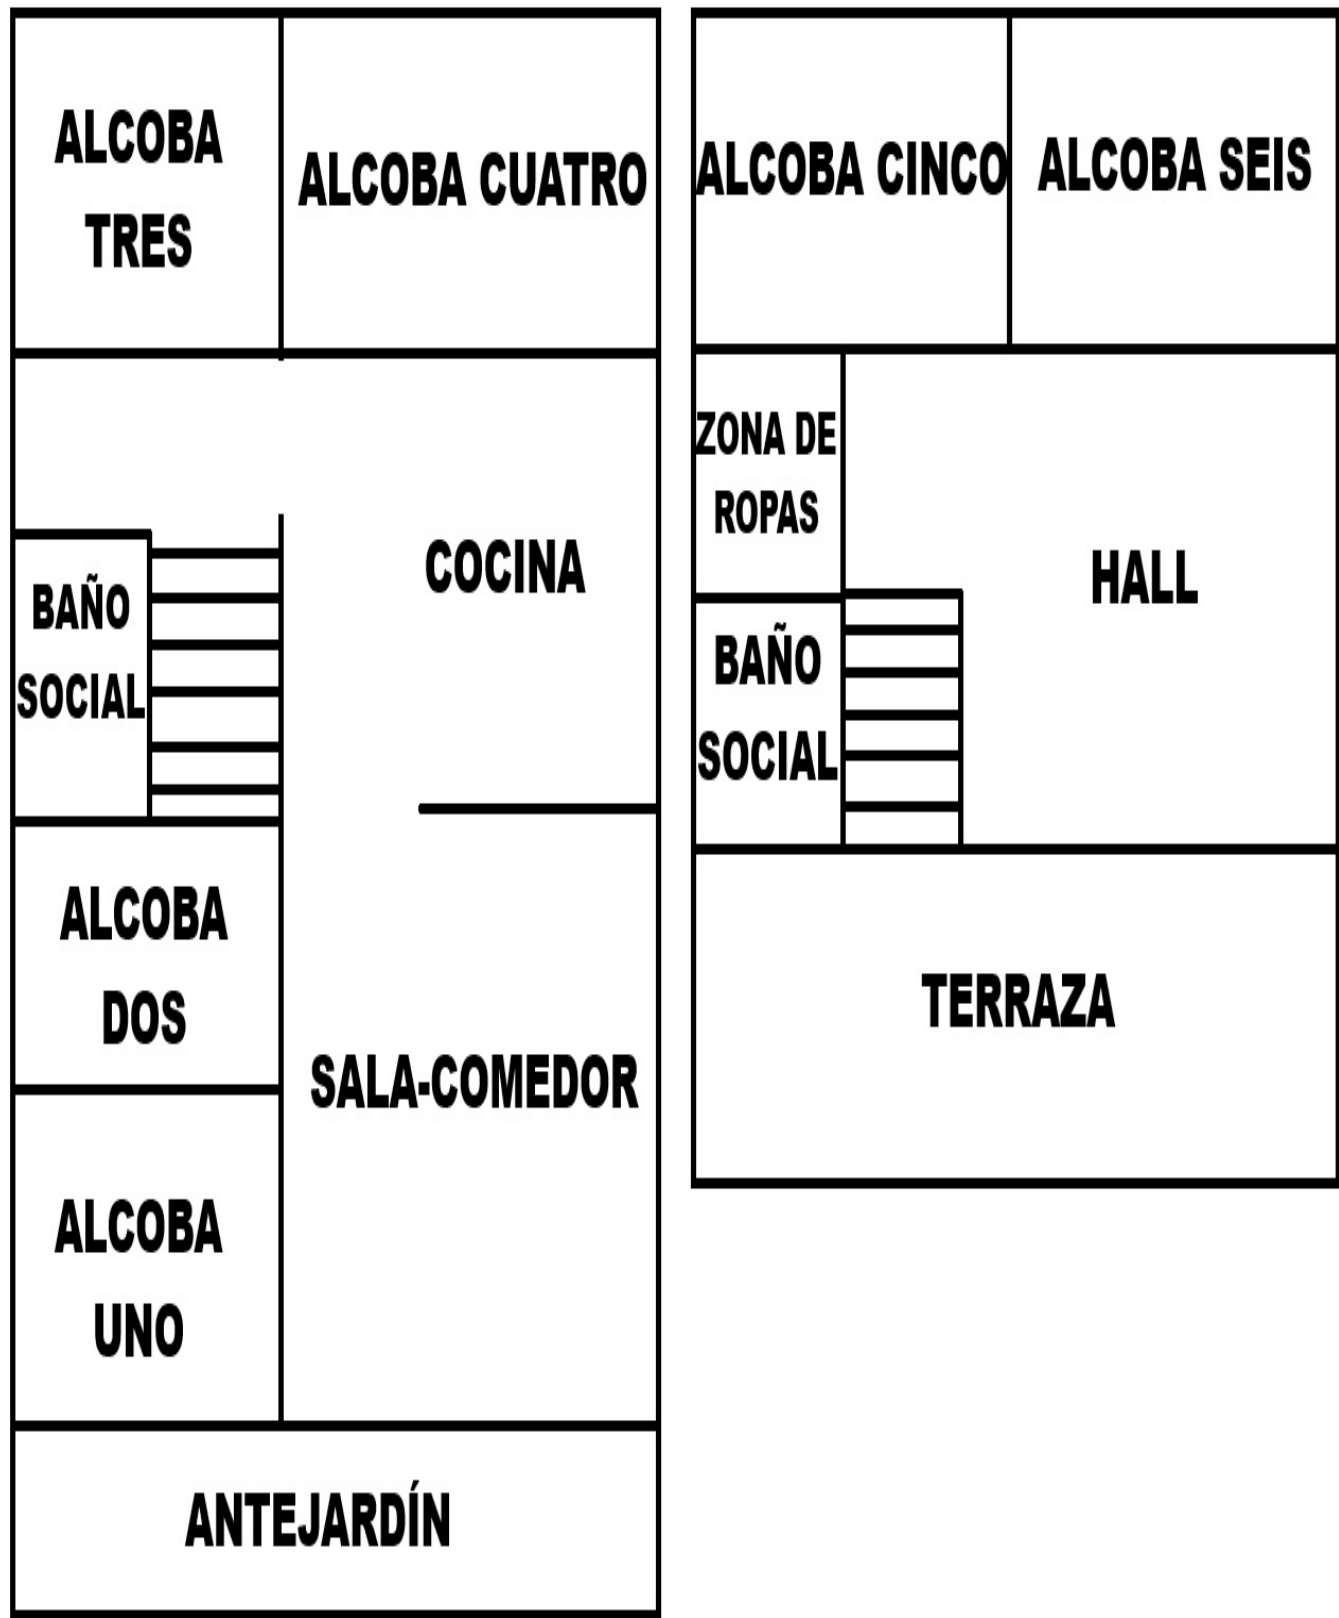 ALCOBA
TRES
ALCOBA CUATRO
COCINA
BAÑO
SOCIAL
ALCOBA
DOS
SALA-COMEDOR
ALCOBA
UNO
ANTEJARDÍN
ALCOBA CINCO
ALCOBA SEIS
ZONA DE
ROPAS
HALL
BAÑO
SOCIAL
TERRAZA